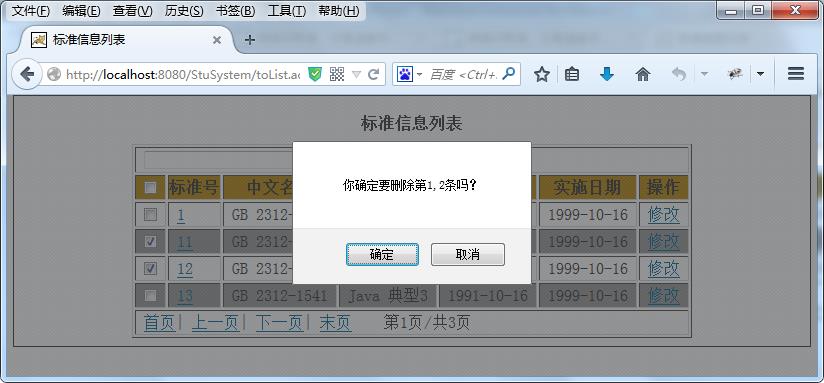 文件(F) 编辑(E) 查看(V) 历史(S) 书签(B) 工具(T) 帮助(H)
标准信息列表
http://localhost:8080/StuSystem/toList.ac
百度 <Ctrl+.
标准信息列表
标准号 中文名 实施日期 操作
1 GB 2312- 1999-10-16 修改
11 GB 2312- 1999-10-16 修改
12 GB 2312- 1999-10-16 修改
13 GB 2312-1541 Java 典型3 1991-10-16 1999-10-16 修改
首页| 上一页| 下一页| 末页 第1页/共3页
你确定要删除第1,2条吗?
确定 取消